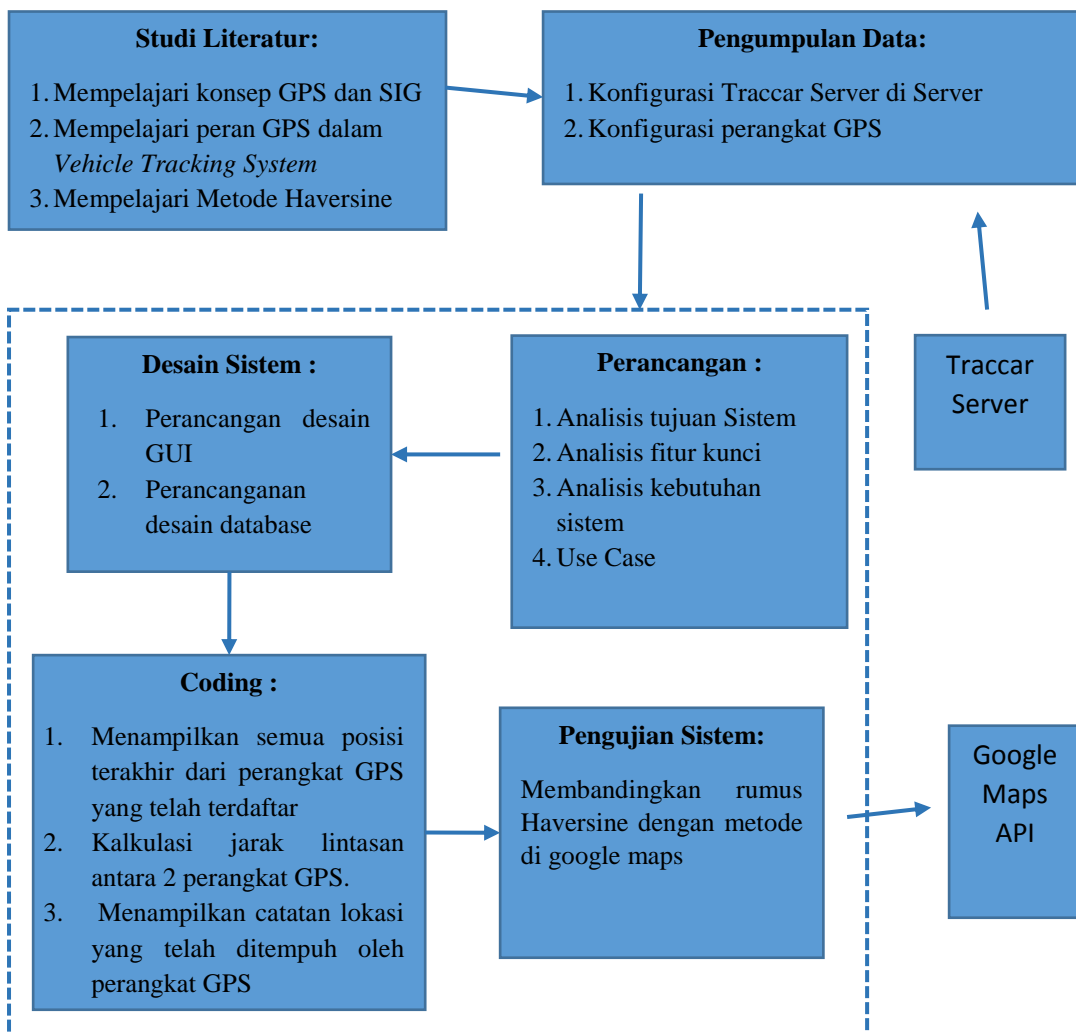 Studi Literatur:
1. Mempelajari konsep GPS dan SIG
2. Mempelajari peran GPS dalam
Vehicle Tracking System
3. Mempelajari Metode Haversine
Pengumpulan Data:
1. Konfigurasi Traccar Server di Server
2. Konfigurasi perangkat GPS
Traccar
Server
Perancangan :
1. Analisis tujuan Sistem
2. Analisis fitur kunci
3. Analisis kebutuhan
sistem
4. Use Case
Desain Sistem :
1. Perancangan desain
GUI
2. Perancanganan
desain database
Coding :
1. Menampilkan semua posisi
terakhir dari perangkat GPS
yang telah terdaftar
2. Kalkulasi jarak lintasan
antara 2 perangkat GPS.
3. Menampilkan catatan lokasi
yang telah ditempuh oleh
perangkat GPS
Pengujian Sistem:
Membandingkan rumus
Haversine dengan metode
di google maps
Google
Maps
API